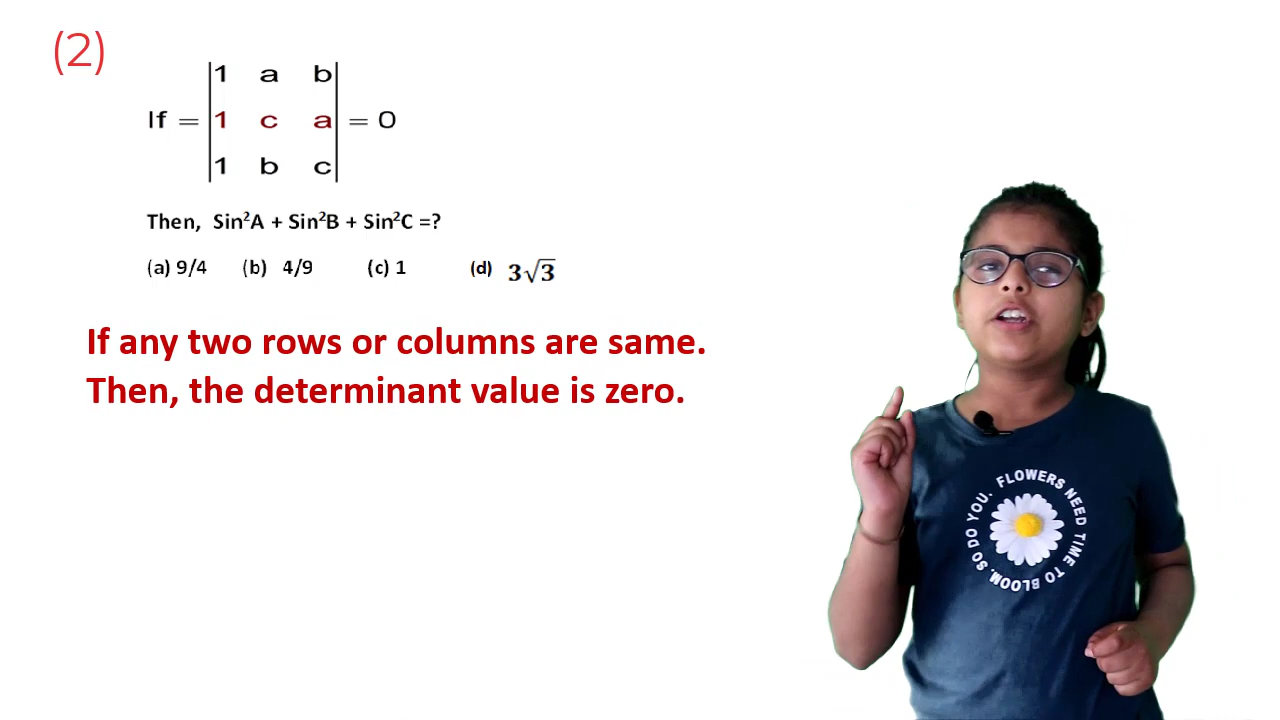 (2)
1 a b
If = 1 c a = 0
1 b c
Then, Sin²A + Sin²B + Sin²C =?
(a) 9/4 (b) 4/9 (c) 1 (d) 3√3
If any two rows or columns are same.
Then, the determinant value is zero.
FLOWERS NEED TIME TO BLOOM, SO DO YOU.